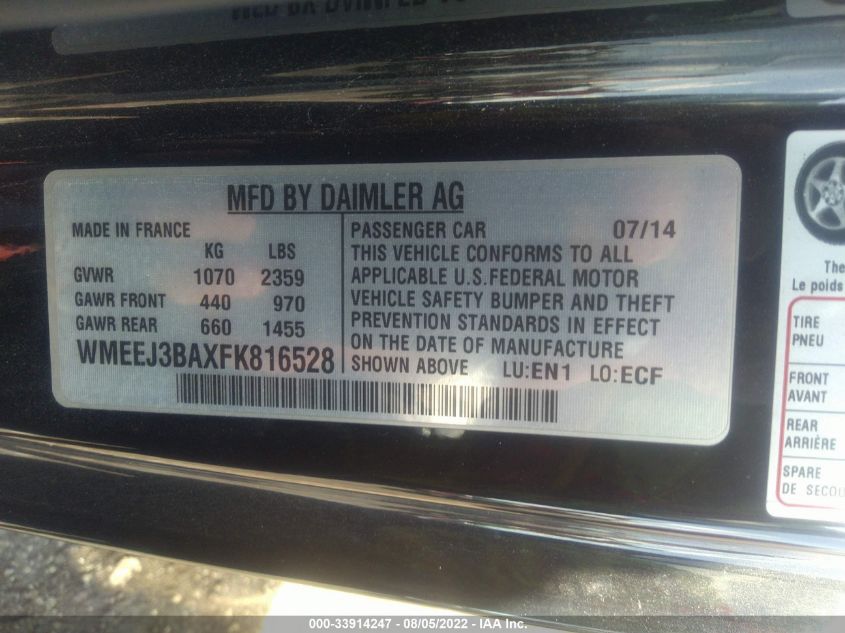 MFD BY DAIMLER AG
MADE IN FRANCE
KG LBS
GVWR 1070 2359
GAWR FRONT 440 970
GAWR REAR 660 1455
WMEEJ3BAXFK816528
PASSENGER CAR 07/14
THIS VEHICLE CONFORMS TO ALL
APPLICABLE U.S.FEDERAL MOTOR
VEHICLE SAFETY BUMPER AND THEFT
PREVENTION STANDARDS IN EFFECT
ON THE DATE OF MANUFACTURE
SHOWN ABOVE LU:EN1 LO:ECF
The
Le poids
TIRE
PNEU
FRONT
AVANT
REAR
ARRIÈRE
SPARE
DE SECOU
000-33914247 - 08/05/2022 - IAA Inc.